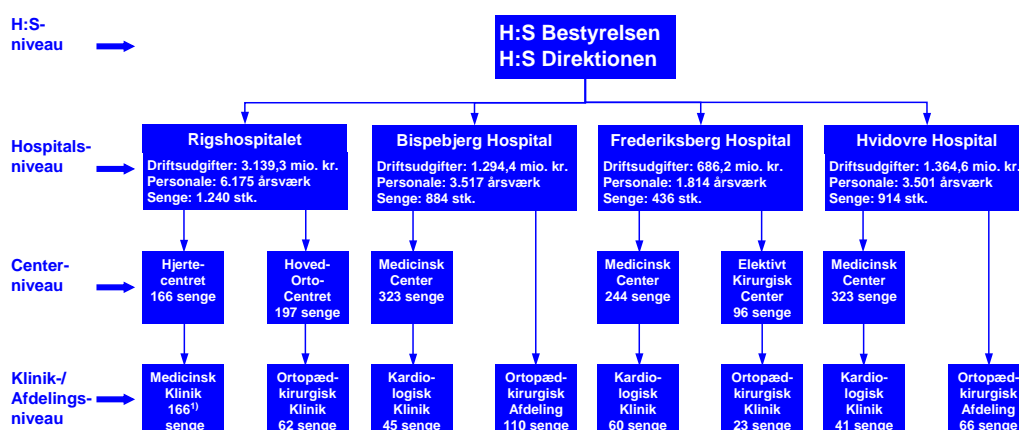 H:S-
niveau
H:S Bestyrelsen
H:S Direktionen
Hospitals-
niveau
Rigshospitalet
Driftsudgifter: 3.139,3 mio. kr.
Personale: 6.175 årsværk
Senge: 1.240 stk.
Bispebjerg Hospital
Driftsudgifter: 1.294,4 mio. kr.
Personale: 3.517 årsværk
Senge: 884 stk.
Frederiksberg Hospital
Driftsudgifter: 686,2 mio. kr.
Personale: 1.814 årsværk
Senge: 436 stk.
Hvidovre Hospital
Driftsudgifter: 1.364,6 mio. kr.
Personale: 3.501 årsværk
Senge: 914 stk.
Center-
niveau
Hjerte-
centret
166 senge
Hoved-
Orto-
Centret
197 senge
Medicinsk
Center
323 senge
Medicinsk
Center
244 senge
Elektivt
Kirurgisk
Center
96 senge
Medicinsk
Center
323 senge
Klinik-/
Afdelings-
niveau
Medicinsk
Klinik
166¹⁾
senge
Ortopæd-
kirurgisk
Klinik
62 senge
Kardio-
logisk
Klinik
45 senge
Ortopæd-
kirurgisk
Afdeling
110 senge
Kardio-
logisk
Klinik
60 senge
Ortopæd-
kirurgisk
Klinik
23 senge
Kardio-
logisk
Klinik
41 senge
Ortopæd-
kirurgisk
Afdeling
66 senge